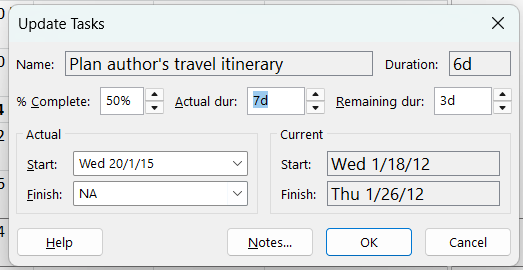 Update Tasks
Name: Plan author's travel itinerary Duration: 6d
% Complete: 50% Actual dur: 7d Remaining dur: 3d
Actual Current
Start: Wed 20/1/15 Start: Wed 1/18/12
Finish: NA Finish: Thu 1/26/12
Help Notes... OK Cancel